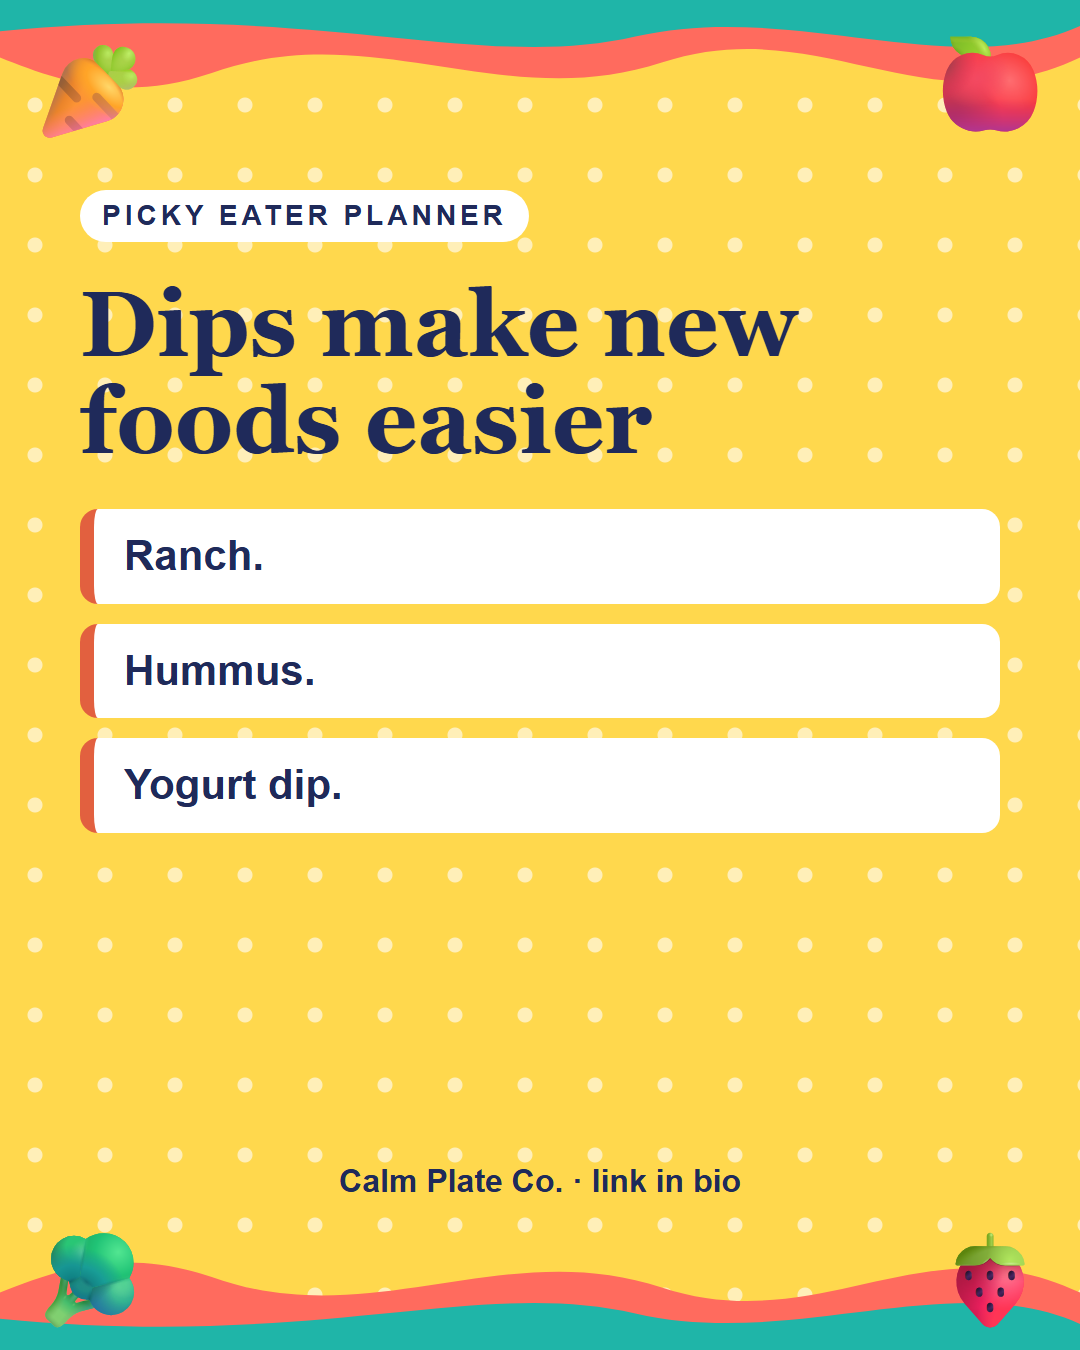 PICKY EATER PLANNER
Dips make new
foods easier
Ranch.
Hummus.
Yogurt dip.
Calm Plate Co. · link in bio